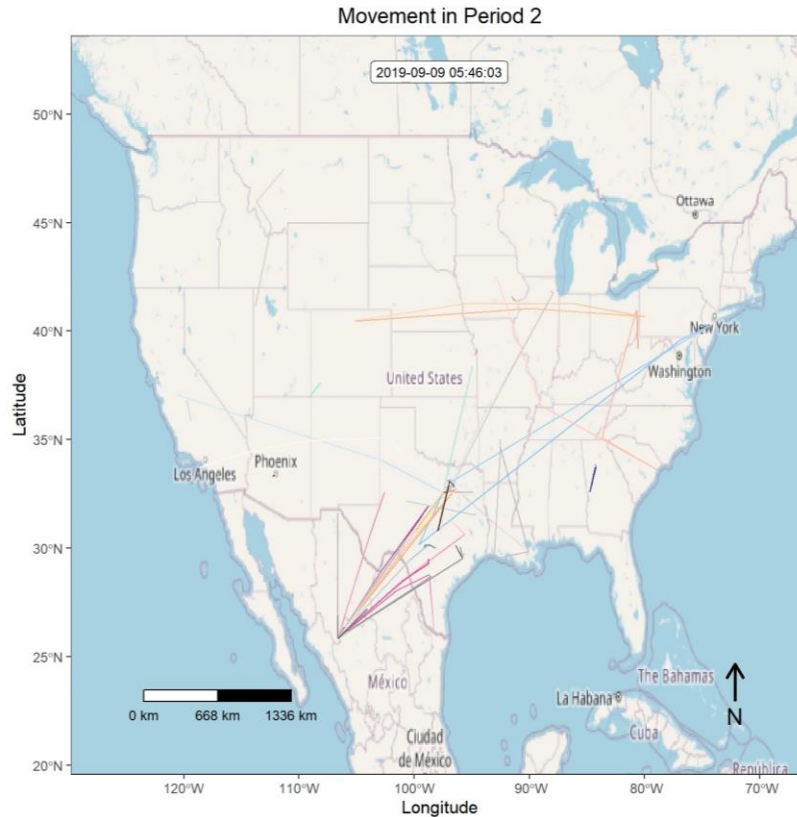 Movement in Period 2
2019-09-09 05:46:03
50°N
45°N
40°N
35°N
30°N
25°N
20°N
Latitude
Ottawa
New York
Washington
United States
Los Angeles
Phoenix
México
Ciudad
de México
La Habana
The Bahamas
Cuba
República
N
0 km
668 km
1336 km
120°W
110°W
100°W
90°W
80°W
70°W
Longitude